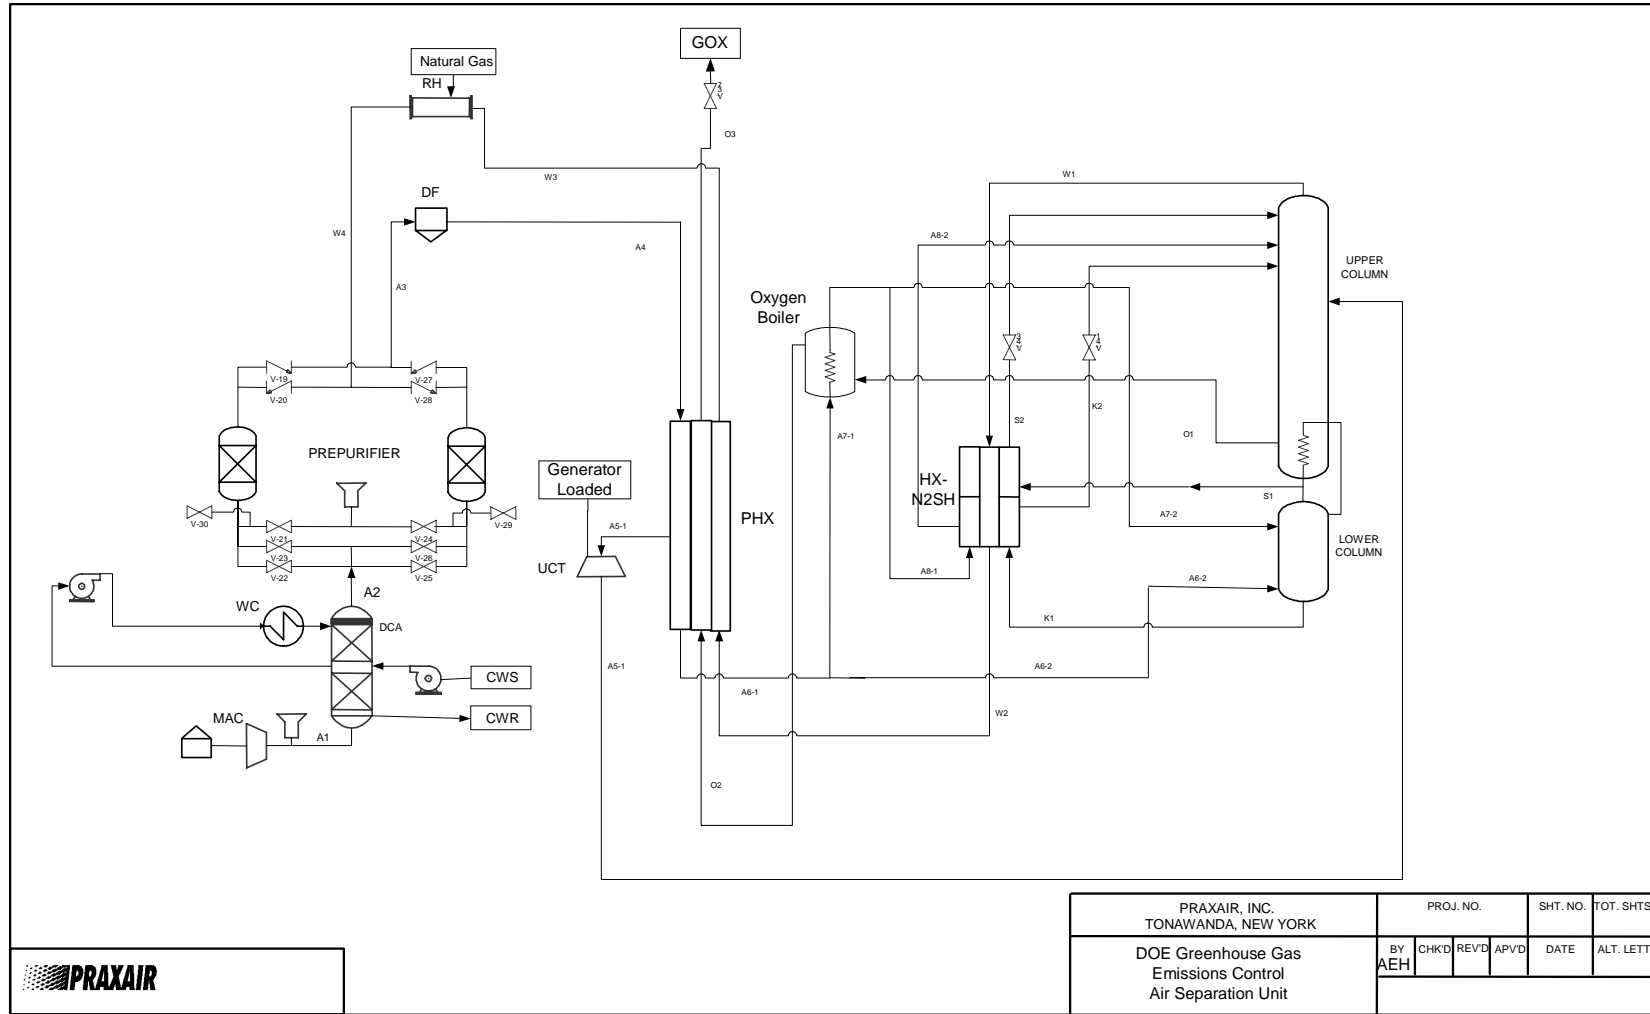 GOX
Natural Gas
RH
37
V
O3
W3
W1
DF
W4
A4
A3
A8-2
UPPER
COLUMN
Oxygen
Boiler
34
V
14
V
V-19
V-27
V-20
V-28
S2
K2
A7-1
O1
PREPURIFIER
Generator
Loaded
HX-
N2SH
S1
V-30
V-29
PHX
A5-1
A7-2
V-21
V-24
LOWER
COLUMN
V-23
V-26
UCT
V-22
V-25
A8-1
A6-2
A2
WC
DCA
K1
CWS
A5-1
A6-1
A6-2
CWR
MAC
A1
W2
O2
PRAXAIR, INC.
TONAWANDA, NEW YORK
PROJ. NO.
SHT. NO.
TOT. SHTS
DOE Greenhouse Gas
Emissions Control
Air Separation Unit
BY
AEH
CHK'D
REV'D
APV'D
DATE
ALT. LETT
PRAXAIR